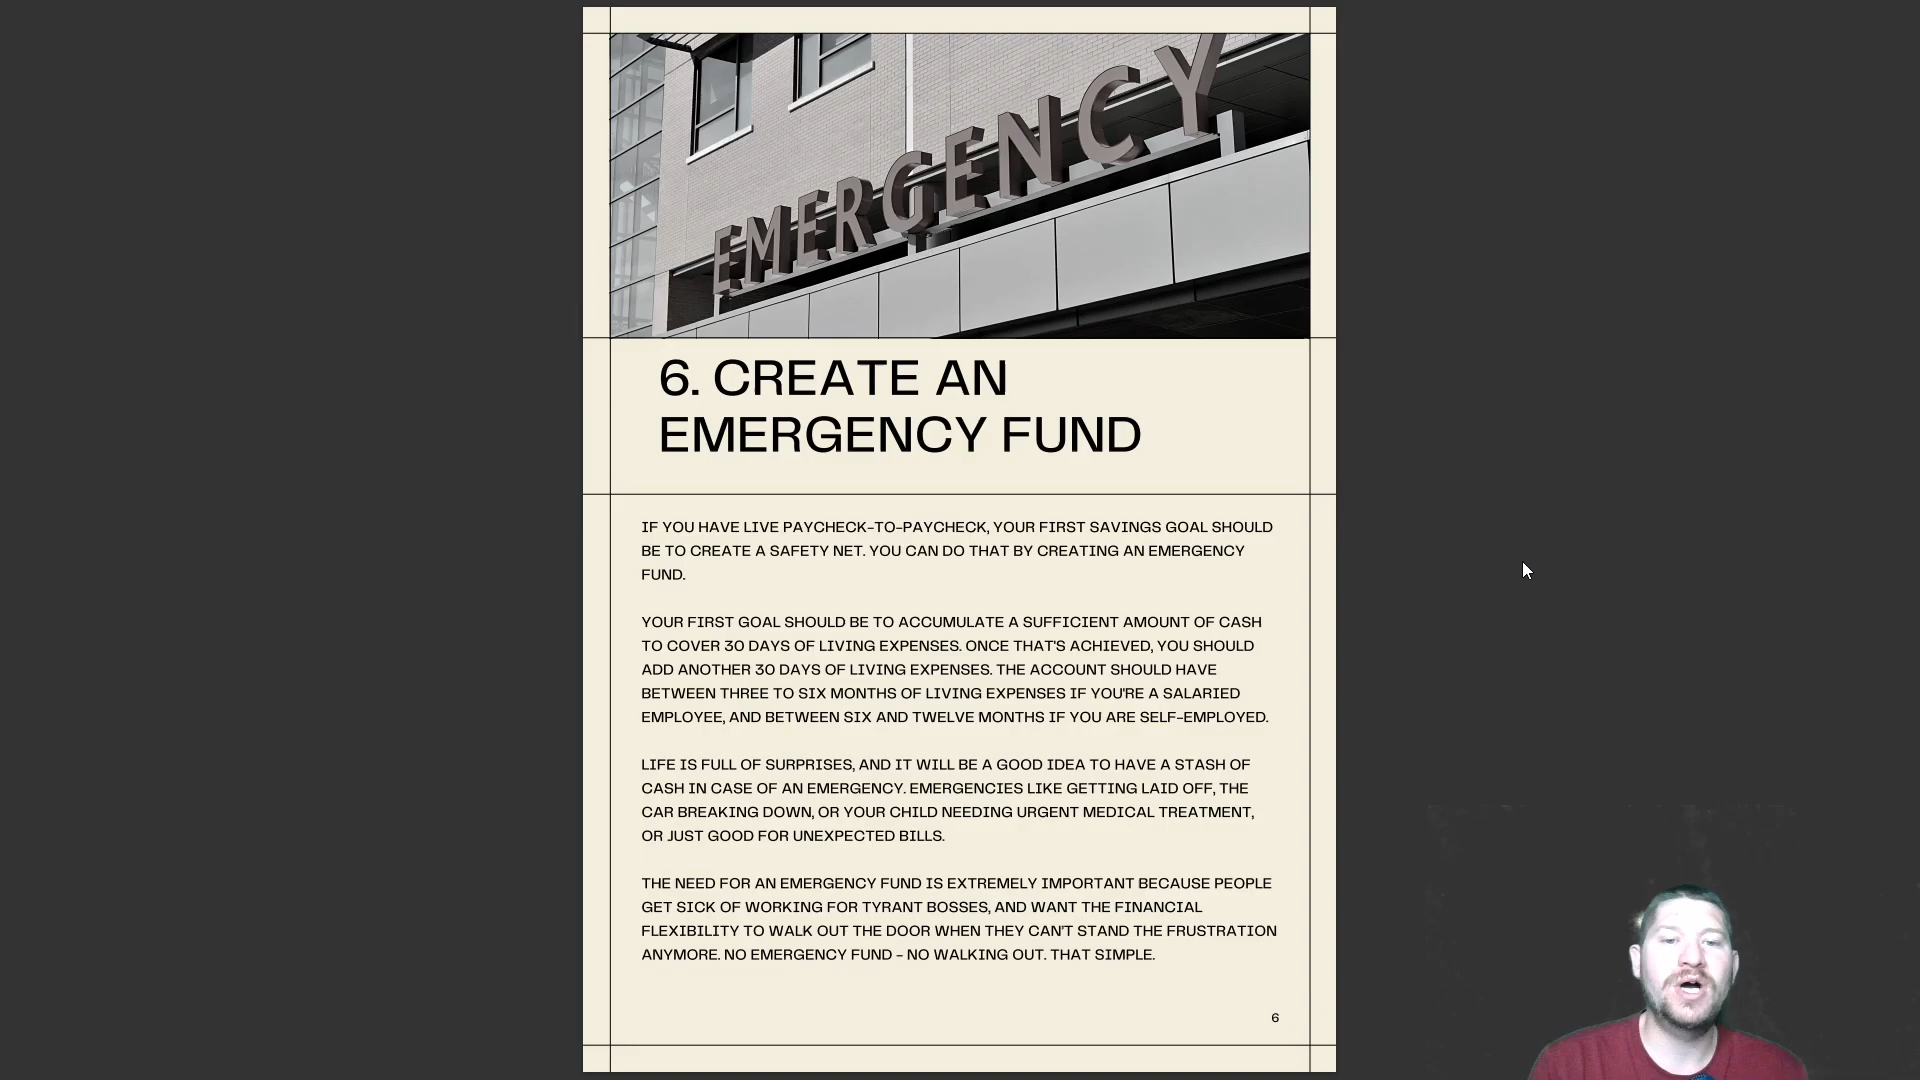 EMERGENCY
6. CREATE AN
EMERGENCY FUND
IF YOU HAVE LIVE PAYCHECK-TO-PAYCHECK, YOUR FIRST SAVINGS GOAL SHOULD
BE TO CREATE A SAFETY NET. YOU CAN DO THAT BY CREATING AN EMERGENCY
FUND.
YOUR FIRST GOAL SHOULD BE TO ACCUMULATE A SUFFICIENT AMOUNT OF CASH
TO COVER 30 DAYS OF LIVING EXPENSES. ONCE THAT'S ACHIEVED, YOU SHOULD
ADD ANOTHER 30 DAYS OF LIVING EXPENSES. THE ACCOUNT SHOULD HAVE
BETWEEN THREE TO SIX MONTHS OF LIVING EXPENSES IF YOU'RE A SALARIED
EMPLOYEE, AND BETWEEN SIX AND TWELVE MONTHS IF YOU ARE SELF-EMPLOYED.
LIFE IS FULL OF SURPRISES, AND IT WILL BE A GOOD IDEA TO HAVE A STASH OF
CASH IN CASE OF AN EMERGENCY. EMERGENCIES LIKE GETTING LAID OFF, THE
CAR BREAKING DOWN, OR YOUR CHILD NEEDING URGENT MEDICAL TREATMENT,
OR JUST GOOD FOR UNEXPECTED BILLS.
THE NEED FOR AN EMERGENCY FUND IS EXTREMELY IMPORTANT BECAUSE PEOPLE
GET SICK OF WORKING FOR TYRANT BOSSES, AND WANT THE FINANCIAL
FLEXIBILITY TO WALK OUT THE DOOR WHEN THEY CAN'T STAND THE FRUSTRATION
ANYMORE. NO EMERGENCY FUND - NO WALKING OUT. THAT SIMPLE.
6